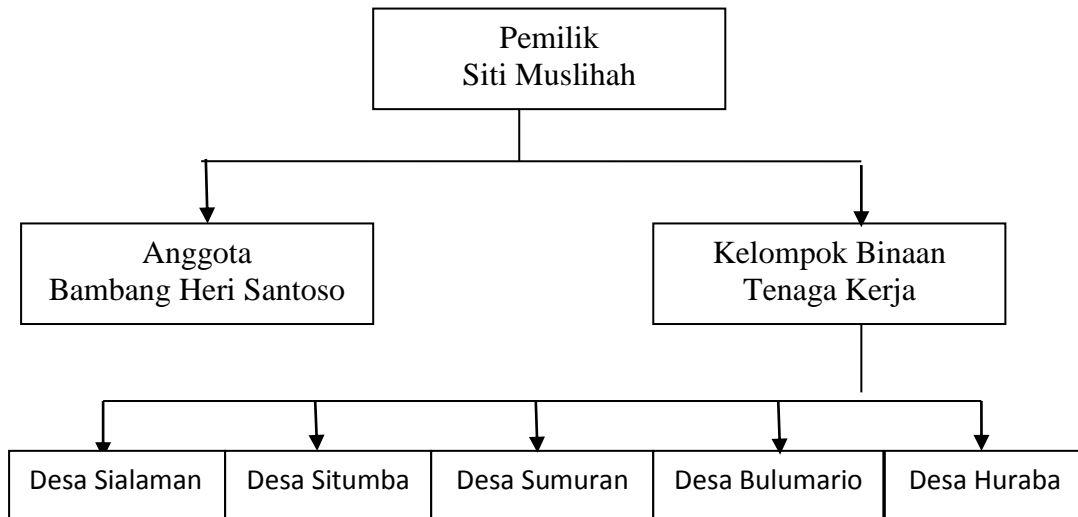 Pemilik
Siti Muslihah
Anggota
Bambang Heri Santoso
Kelompok Binaan
Tenaga Kerja
Desa Sialaman
Desa Situmba
Desa Sumuran
Desa Bulumario
Desa Huraba